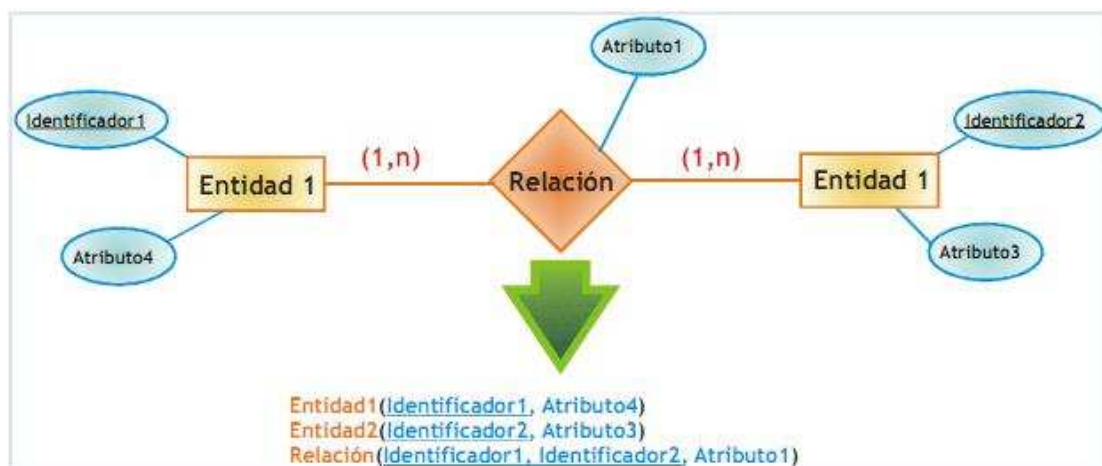 Atributo1
Identificador1
Identificador2
(1,n)
(1,n)
Entidad 1
Relación
Entidad 1
Atributo4
Atributo3
Entidad1(Identificador1, Atributo4)
Entidad2(Identificador2, Atributo3)
Relación(Identificador1, Identificador2, Atributo1)